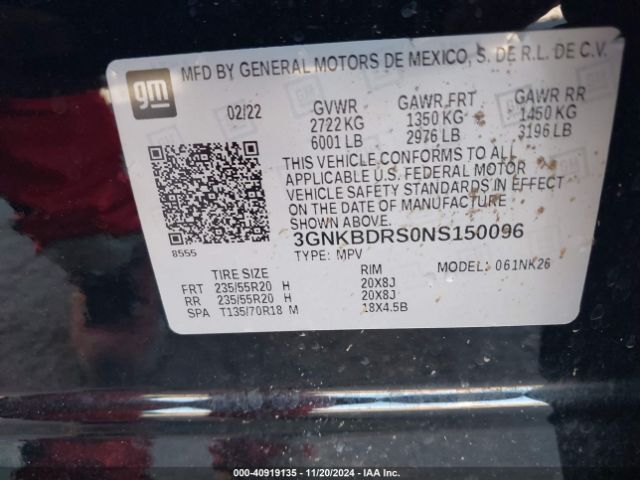 gm
MFD BY GENERAL MOTORS DE MEXICO, S. DE R.L. DE C.V.
02/22 GVWR GAWR FRT GAWR RR
2722 KG 1350 KG 1450 KG
6001 LB 2976 LB 3196 LB
THIS VEHICLE CONFORMS TO ALL
APPLICABLE U.S. FEDERAL MOTOR
VEHICLE SAFETY STANDARDS IN EFFECT
ON THE DATE OF MANUFACTURE
SHOWN ABOVE.
8555
3GNKBDRS0NS150096
TYPE: MPV MODEL: 061NK26
TIRE SIZE RIM
FRT 235/55R20 H 20X8J
RR 235/55R20 H 20X8J
SPA T135/70R18 M 18X4.5B
000-40919135 - 11/20/2024 - IAA Inc.